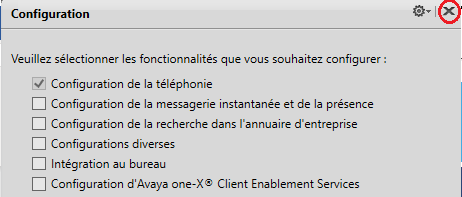 Configuration
Veuillez sélectionner les fonctionnalités que vous souhaitez configurer :
Configuration de la téléphonie
Configuration de la messagerie instantanée et de la présence
Configuration de la recherche dans l'annuaire d'entreprise
Configurations diverses
Intégration au bureau
Configuration d'Avaya one-X® Client Enablement Services